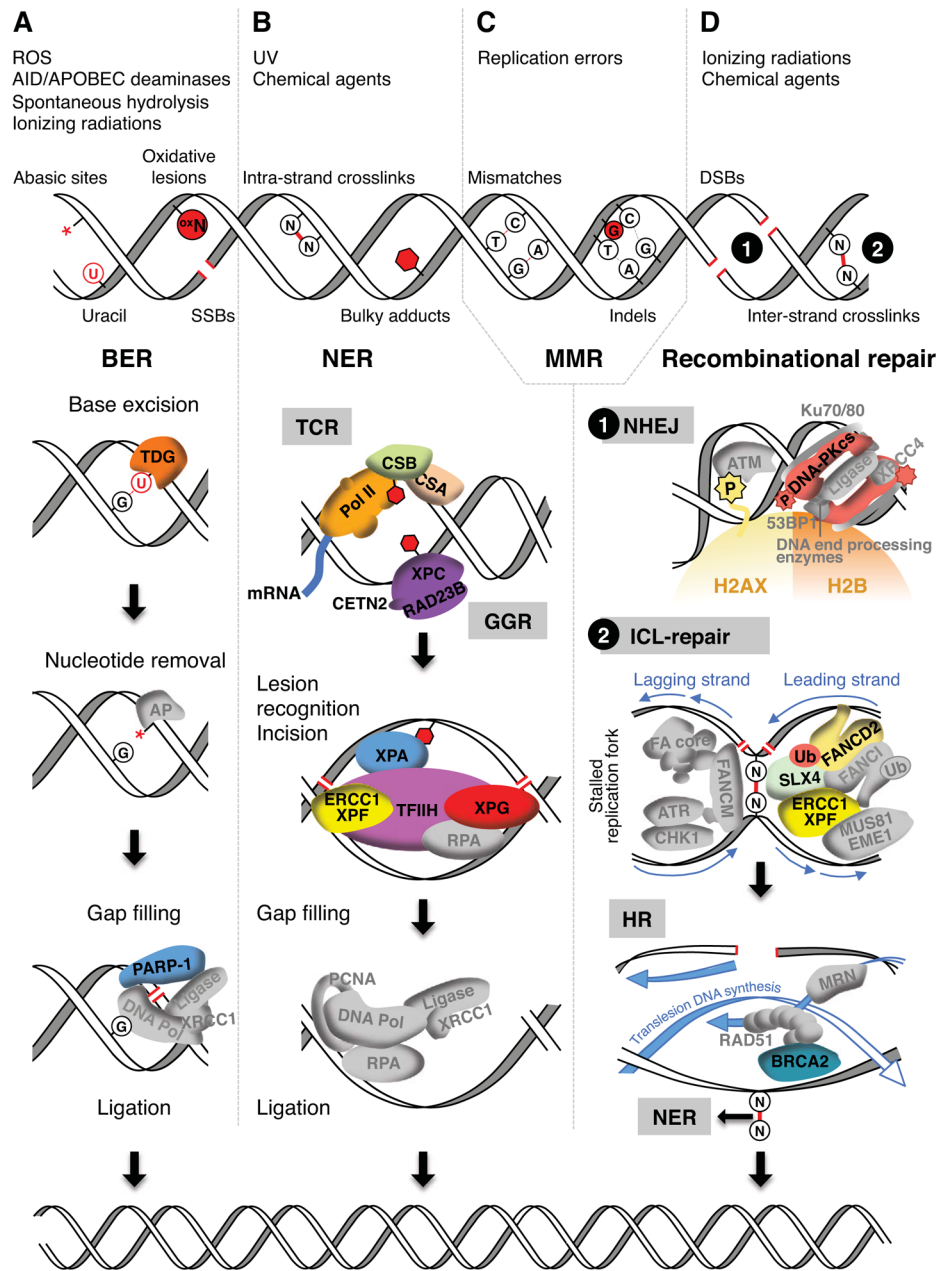 A
B
C
D
ROS
AID/APOBEC deaminases
Spontaneous hydrolysis
Ionizing radiations
UV
Chemical agents
Replication errors
Ionizing radiations
Chemical agents
Abasic sites
Oxidative
lesions
Intra-strand crosslinks
Mismatches
DSBs
*
U
oxN
N
N
T
C
G
A
G
C
T
G
A
1
N
N
2
Uracil
SSBs
Bulky adducts
Indels
Inter-strand crosslinks
BER
NER
MMR
Recombinational repair
Base excision
TDG
U
G
Nucleotide removal
AP
*
G
Gap filling
PARP-1
Ligase
DNA Pol
XRCC1
G
Ligation
TCR
CSB
CSA
Pol II
mRNA
XPC
RAD23B
CETN2
GGR
Lesion
recognition
Incision
XPA
ERCC1
XPF
TFIIH
XPG
RPA
Gap filling
PCNA
DNA Pol
Ligase
XRCC1
RPA
Ligation
1 NHEJ
Ku70/80
ATM
P
P
DNA-PKcs
Ligase
XRCC4
53BP1
DNA end processing
enzymes
H2AX
H2B
2 ICL-repair
Lagging strand
Leading strand
Stalled
replication fork
FA core
FANCM
ATR
CHK1
N
N
Ub
SLX4
FANCD2
FANCI
Ub
ERCC1
XPF
MUS81
EME1
HR
Translesion DNA synthesis
MRN
RAD51
BRCA2
NER
N
N